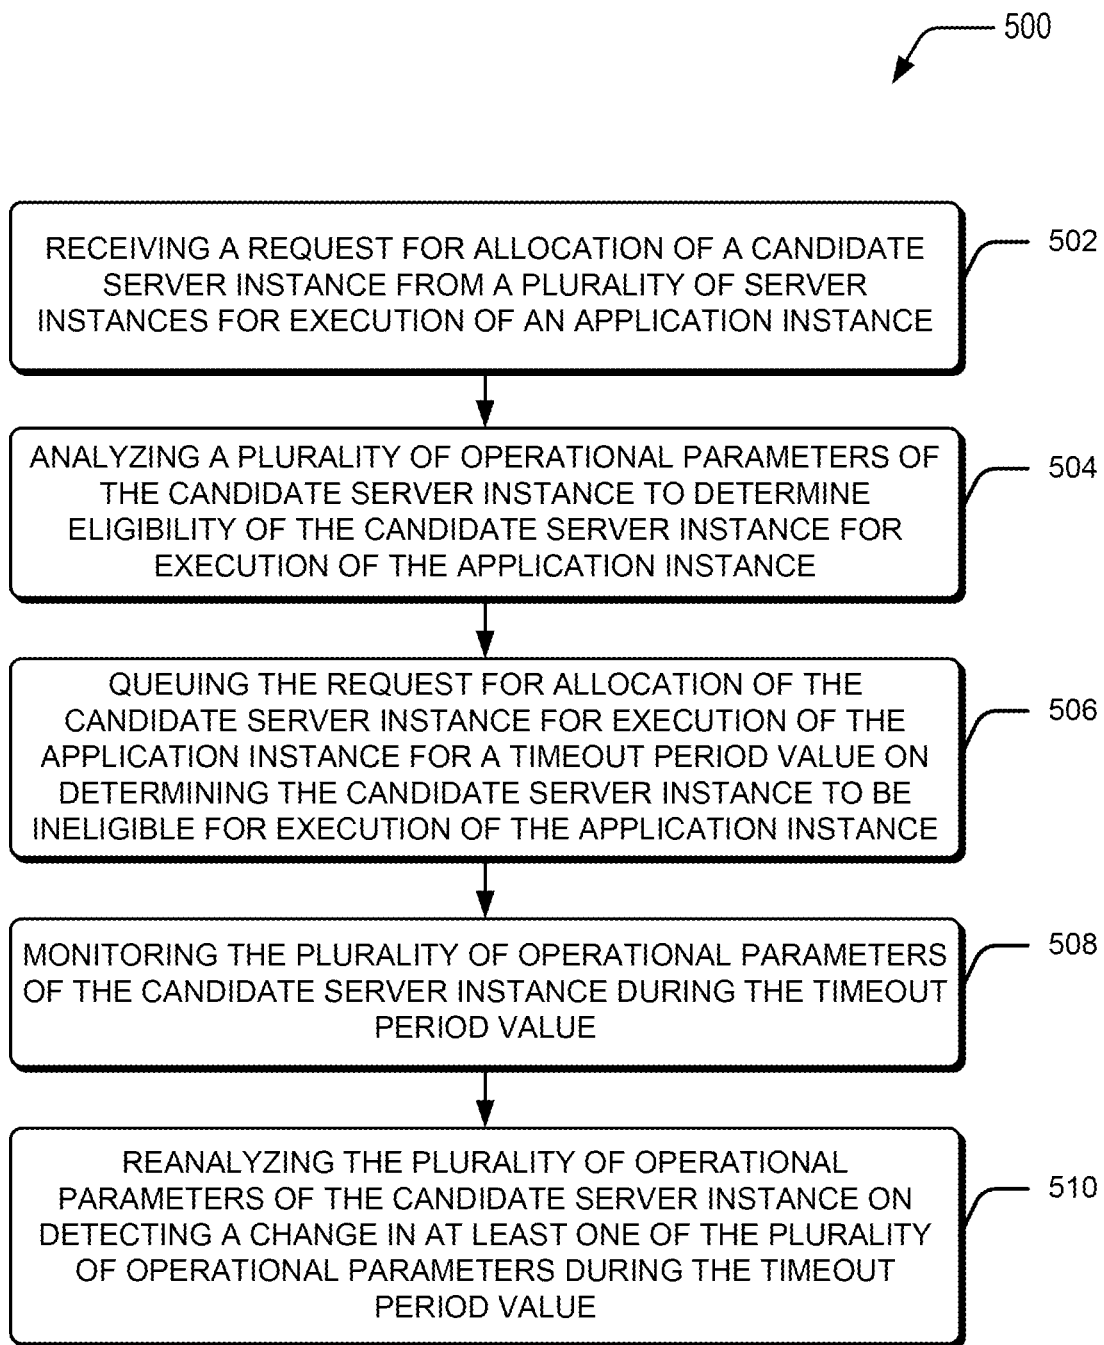 500
RECEIVING A REQUEST FOR ALLOCATION OF A CANDIDATE
SERVER INSTANCE FROM A PLURALITY OF SERVER
INSTANCES FOR EXECUTION OF AN APPLICATION INSTANCE
502
ANALYZING A PLURALITY OF OPERATIONAL PARAMETERS OF
THE CANDIDATE SERVER INSTANCE TO DETERMINE
ELIGIBILITY OF THE CANDIDATE SERVER INSTANCE FOR
EXECUTION OF THE APPLICATION INSTANCE
504
QUEUING THE REQUEST FOR ALLOCATION OF THE
CANDIDATE SERVER INSTANCE FOR EXECUTION OF THE
APPLICATION INSTANCE FOR A TIMEOUT PERIOD VALUE ON
DETERMINING THE CANDIDATE SERVER INSTANCE TO BE
INELIGIBLE FOR EXECUTION OF THE APPLICATION INSTANCE
506
MONITORING THE PLURALITY OF OPERATIONAL PARAMETERS
OF THE CANDIDATE SERVER INSTANCE DURING THE TIMEOUT
PERIOD VALUE
508
REANALYZING THE PLURALITY OF OPERATIONAL
PARAMETERS OF THE CANDIDATE SERVER INSTANCE ON
DETECTING A CHANGE IN AT LEAST ONE OF THE PLURALITY
OF OPERATIONAL PARAMETERS DURING THE TIMEOUT
PERIOD VALUE
510